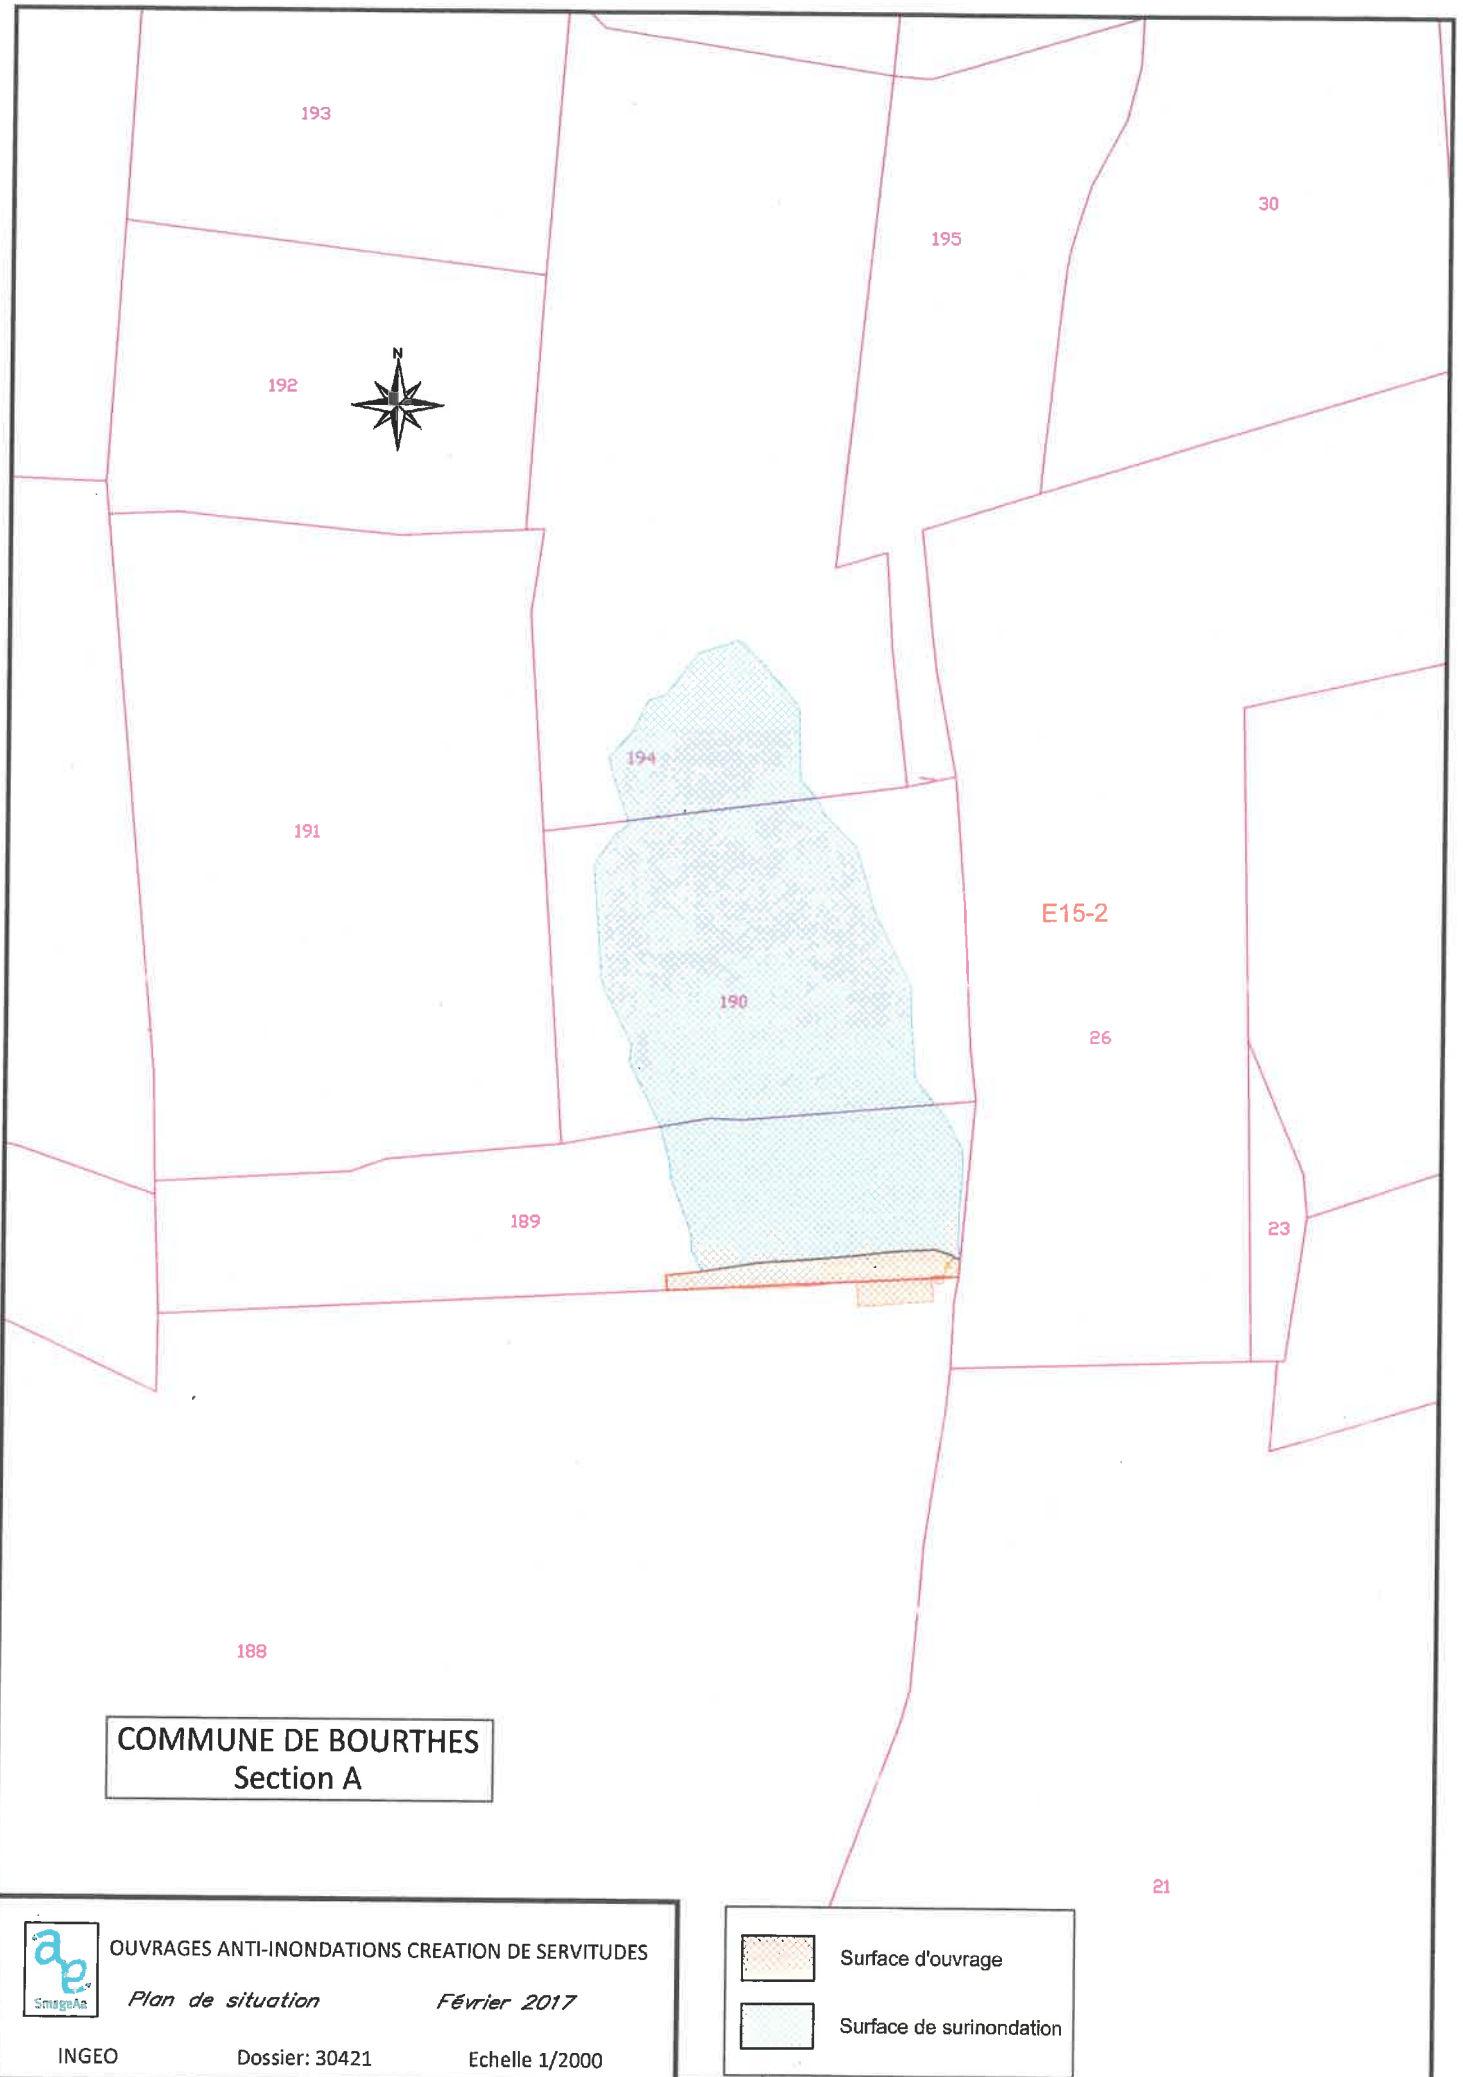 193
30
195
N
192
194
191
E15-2
190
26
189
23
188
COMMUNE DE BOURTHES
Section A
21
ae
SmageAa
OUVRAGES ANTI-INONDATIONS CREATION DE SERVITUDES
Plan de situation Février 2017
INGEO Dossier: 30421 Echelle 1/2000
Surface d'ouvrage
Surface de surinondation